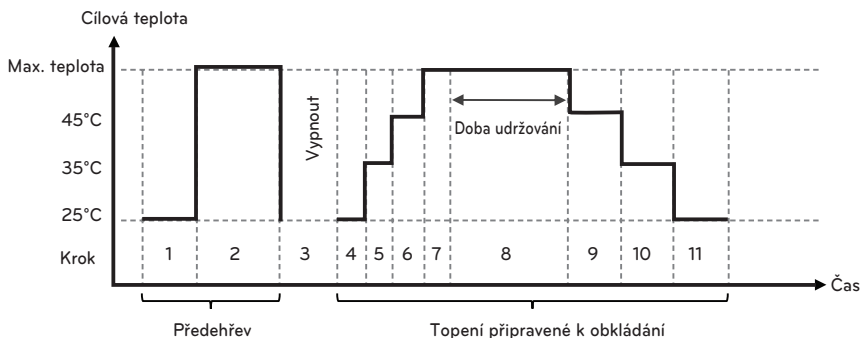 Cílová teplota
Max. teplota
45°C
35°C
25°C
Vypnout
Doba udržování
Krok 1 2 3 4 5 6 7 8 9 10 11
Čas
Předehřev
Topení připravené k obkládání